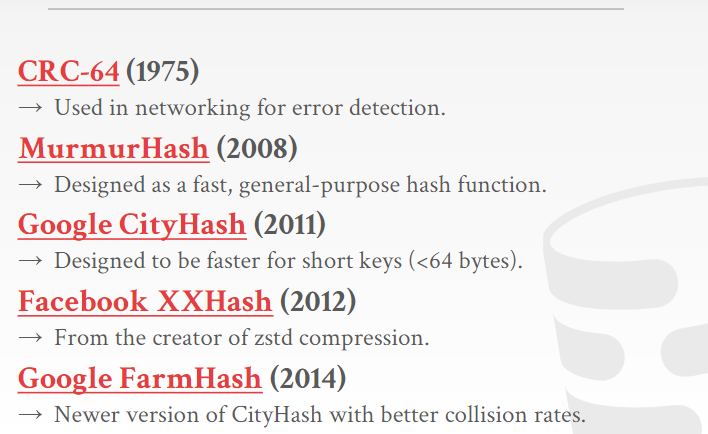 CRC-64 (1975)
→ Used in networking for error detection.
MurmurHash (2008)
→ Designed as a fast, general-purpose hash function.
Google CityHash (2011)
→ Designed to be faster for short keys (<64 bytes).
Facebook XXHash (2012)
→ From the creator of zstd compression.
Google FarmHash (2014)
→ Newer version of CityHash with better collision rates.